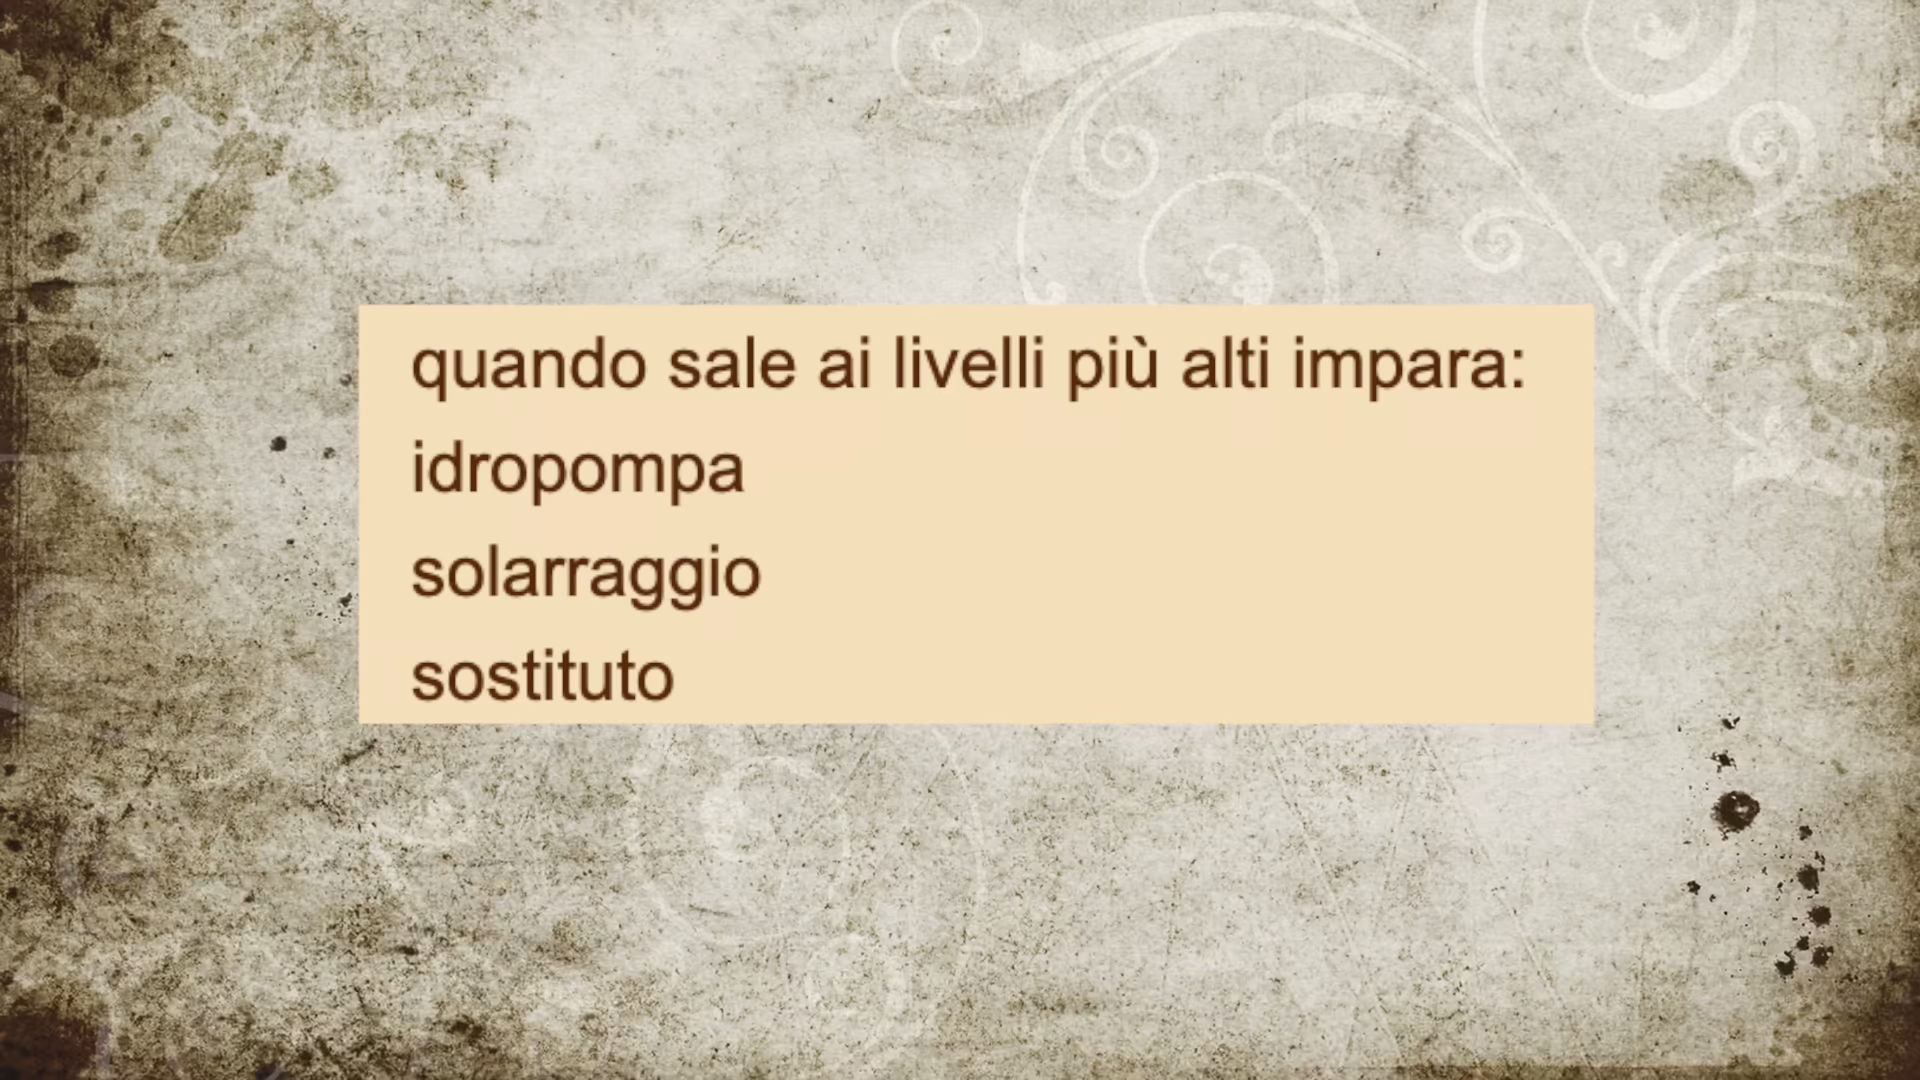 quando sale ai livelli più alti impara:
idropompa
solarraggio
sostituto